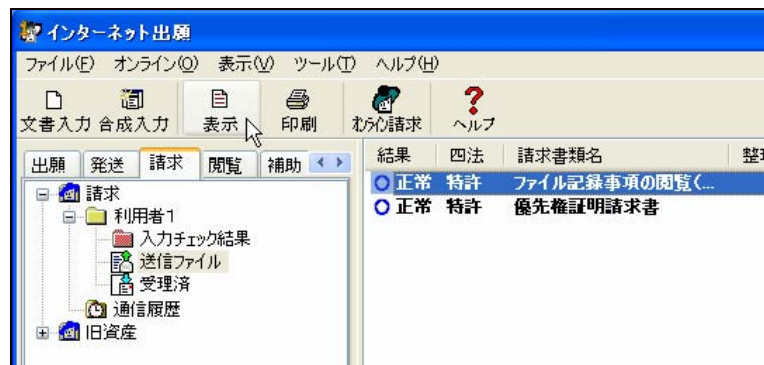 インターネット出願
ファイル(F) オンライン(O) 表示(V) ツール(T) ヘルプ(H)
文書入力 合成入力 表示 印刷 オンライン請求 ヘルプ
出願 発送 請求 閲覧 補助
結果 四法 請求書類名 整理
正常 特許 ファイル記録事項の閲覧(...
正常 特許 優先権証明請求書
請求
利用者1
入力チェック結果
送信ファイル
受理済
通信履歴
旧資産